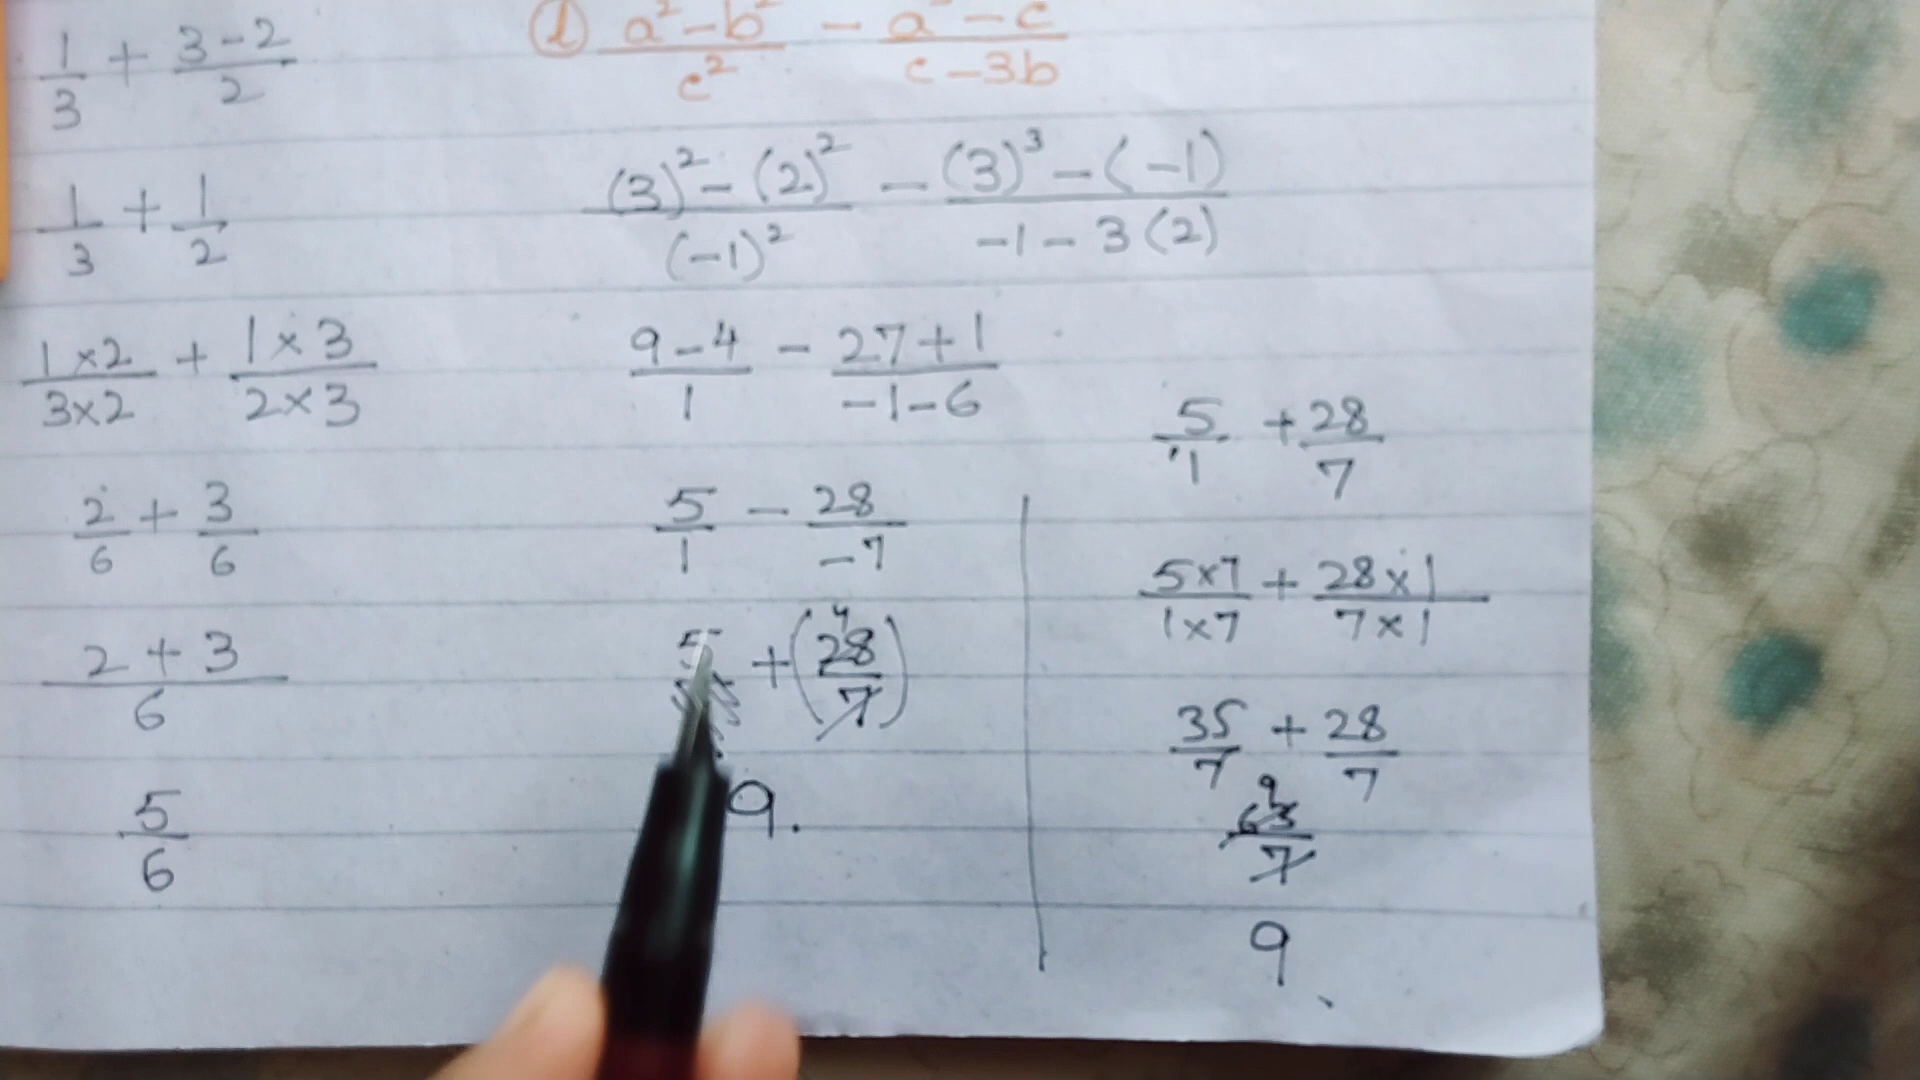 1/3 + 3-2/2
1/3 + 1/2
1×2/3×2 + 1×3/2×3
2/6 + 3/6
2+3/6
5/6
a²-b²/c² - a -c/c-3b
(3)²-(2)²/(-1)² - (3)³-(-1)/-1-3(2)
9-4/1 - 27+1/-1-6
5/1 - 28/-7
5 + (28/7) 4
9.
5/1 + 28/7
5×7/1×7 + 28×1/7×1
35/7 + 28/7
63/7 9
9